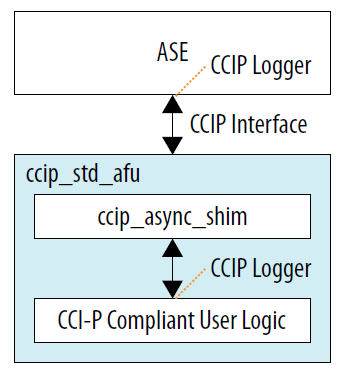 ASE
CCIP Logger
CCIP Interface
ccip_std_afu
ccip_async_shim
CCIP Logger
CCI-P Compliant User Logic